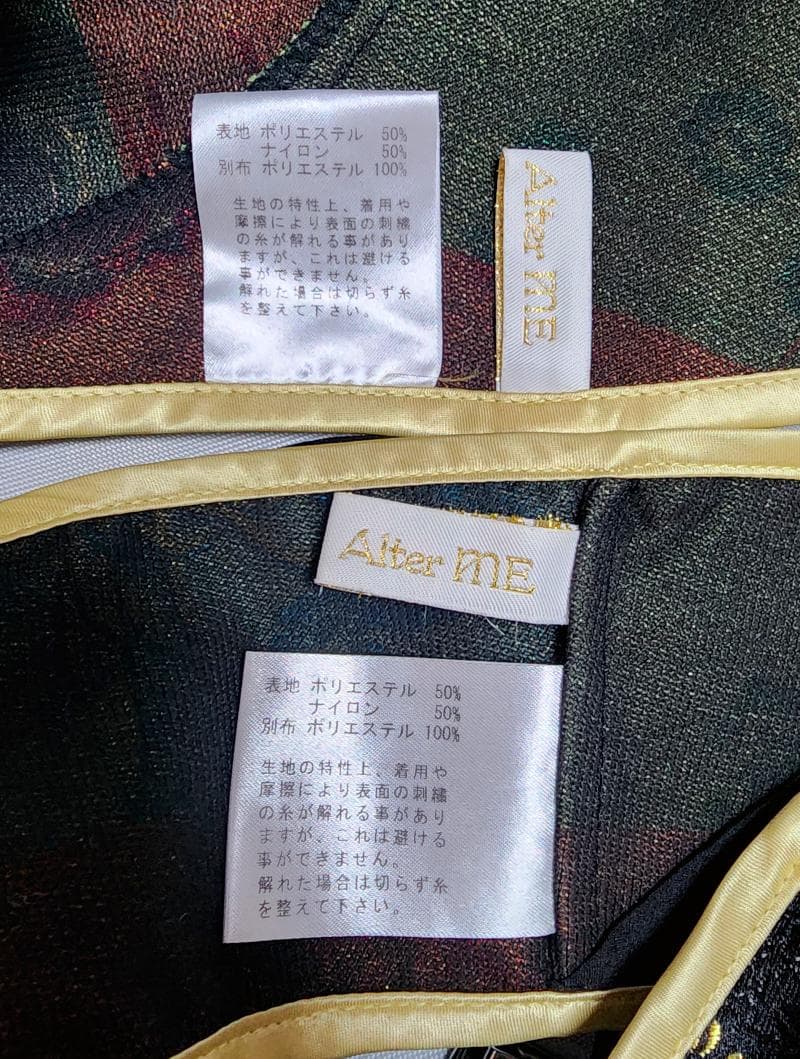 表地 ポリエステル 50%
ナイロン 50%
別布 ポリエステル 100%
生地の特性上、着用や
摩擦により表面の刺繍
の糸が解れる事があり
ますが、これは避ける
事ができません。
解れた場合は切らず糸
を整えて下さい。
Alter ME
Alter ME
表地 ポリエステル 50%
ナイロン 50%
別布 ポリエステル 100%
生地の特性上、着用や
摩擦により表面の刺繍
の糸が解れる事があり
ますが、これは避ける
事ができません。
解れた場合は切らず糸
を整えて下さい。